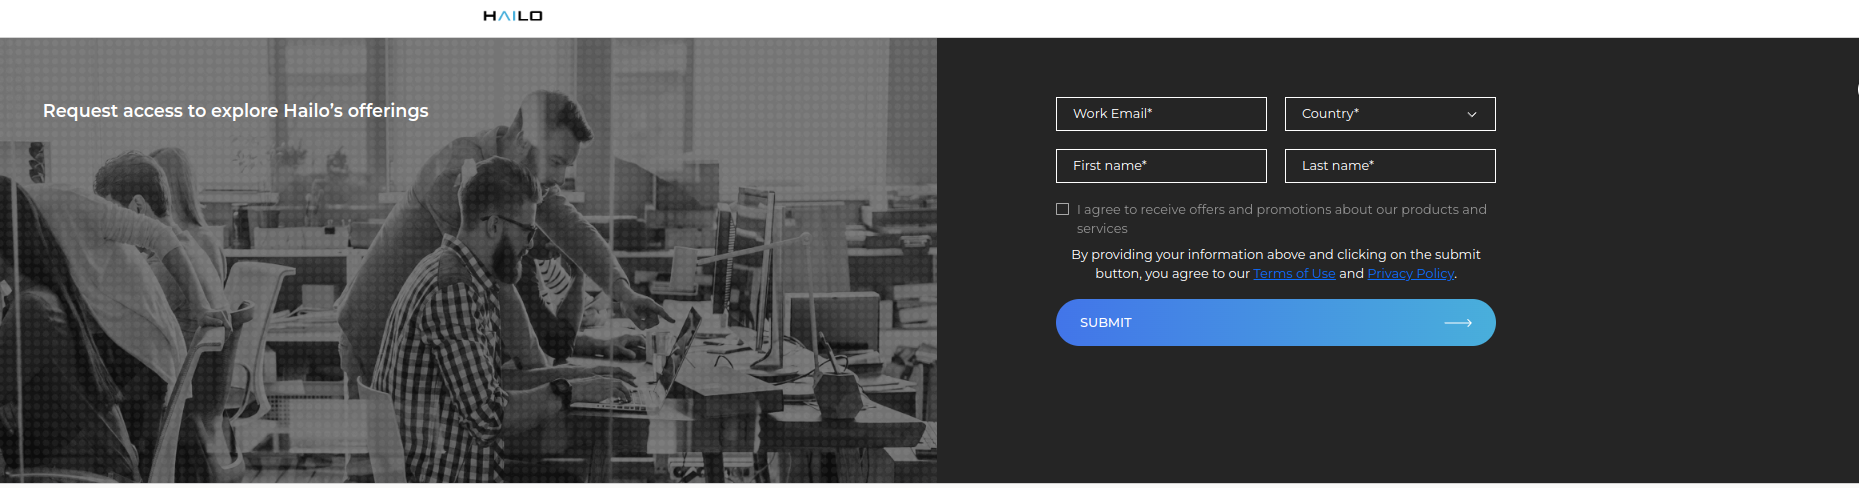 HAILO
Request access to explore Hailo’s offerings
Work Email*
Country*
First name*
Last name*
I agree to receive offers and promotions about our products and
services
By providing your information above and clicking on the submit
button, you agree to our Terms of Use and Privacy Policy.
SUBMIT